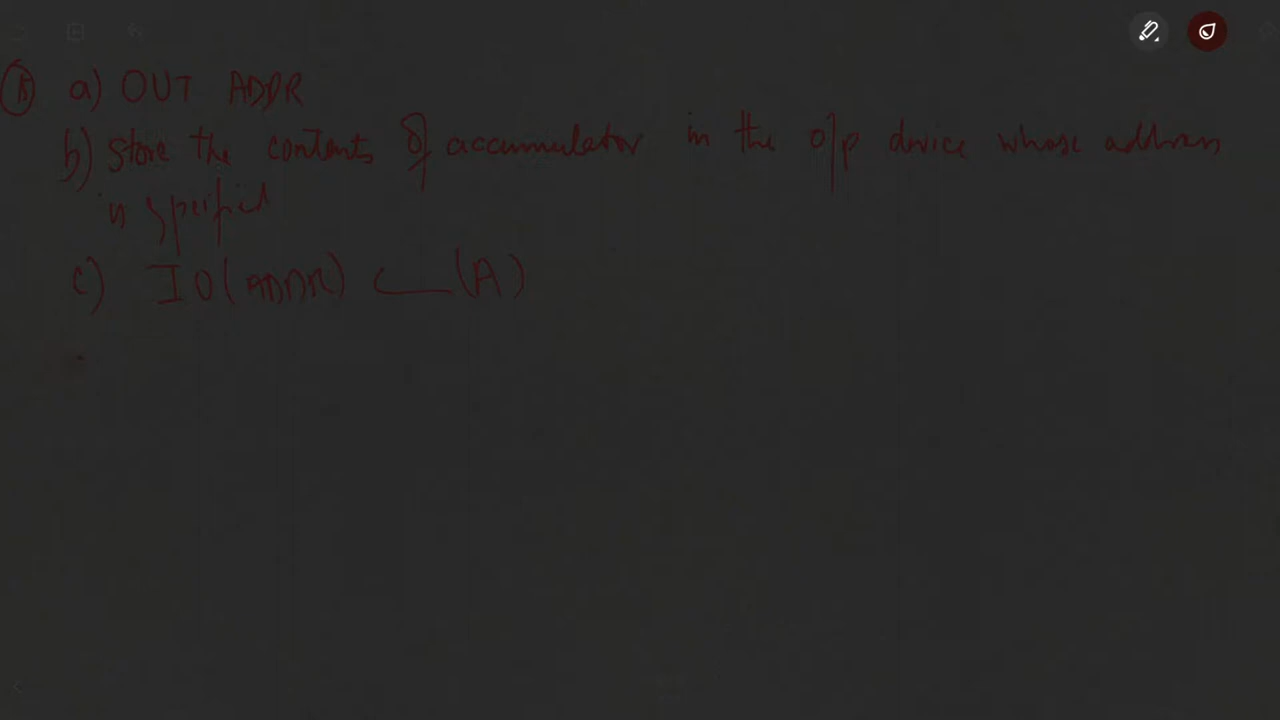 a) OUT ADDR
b) Store the contents of accumulator in the o/p device whose address
is specified
c) IO(ADDR) ← (A)